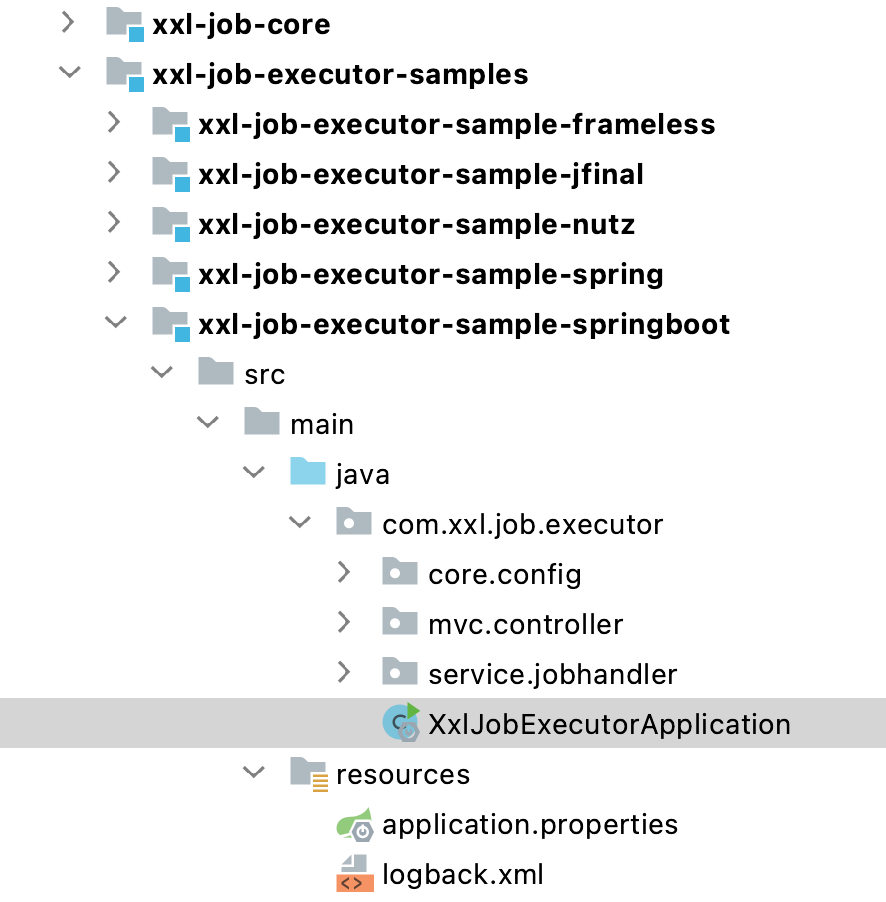 xxl-job-core
xxl-job-executor-samples
xxl-job-executor-sample-frameless
xxl-job-executor-sample-jfinal
xxl-job-executor-sample-nutz
xxl-job-executor-sample-spring
xxl-job-executor-sample-springboot
src
main
java
com.xxl.job.executor
core.config
mvc.controller
service.jobhandler
XxlJobExecutorApplication
resources
application.properties
logback.xml